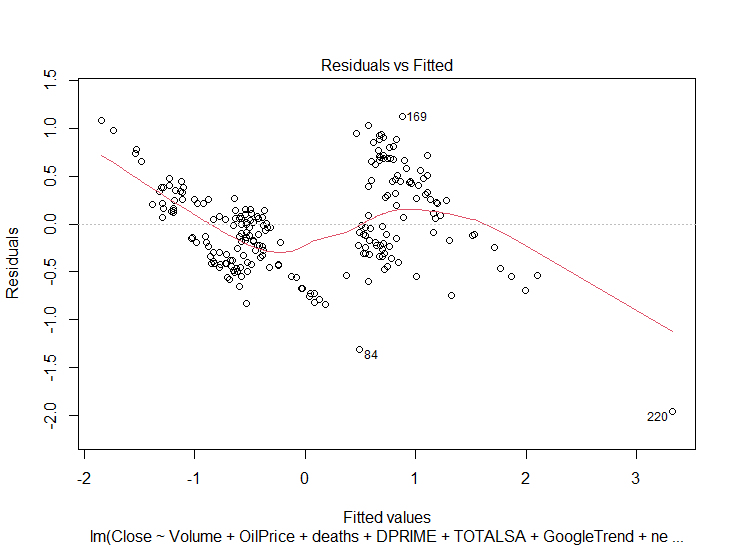 Residuals vs Fitted
1.5
1.0
0.5
0.0
-0.5
-1.0
-1.5
-2.0
Residuals
169
84
220
-2 -1 0 1 2 3
Fitted values
lm(Close ~ Volume + OilPrice + deaths + DPRIME + TOTALSA + GoogleTrend + ne ...